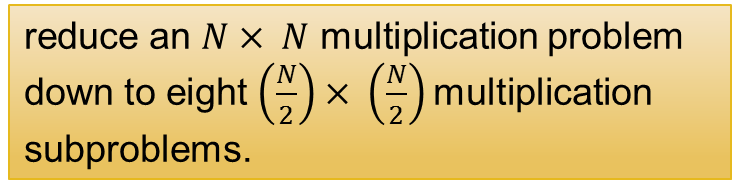 reduce an N × N multiplication problem
down to eight (N/2) × (N/2) multiplication
subproblems.